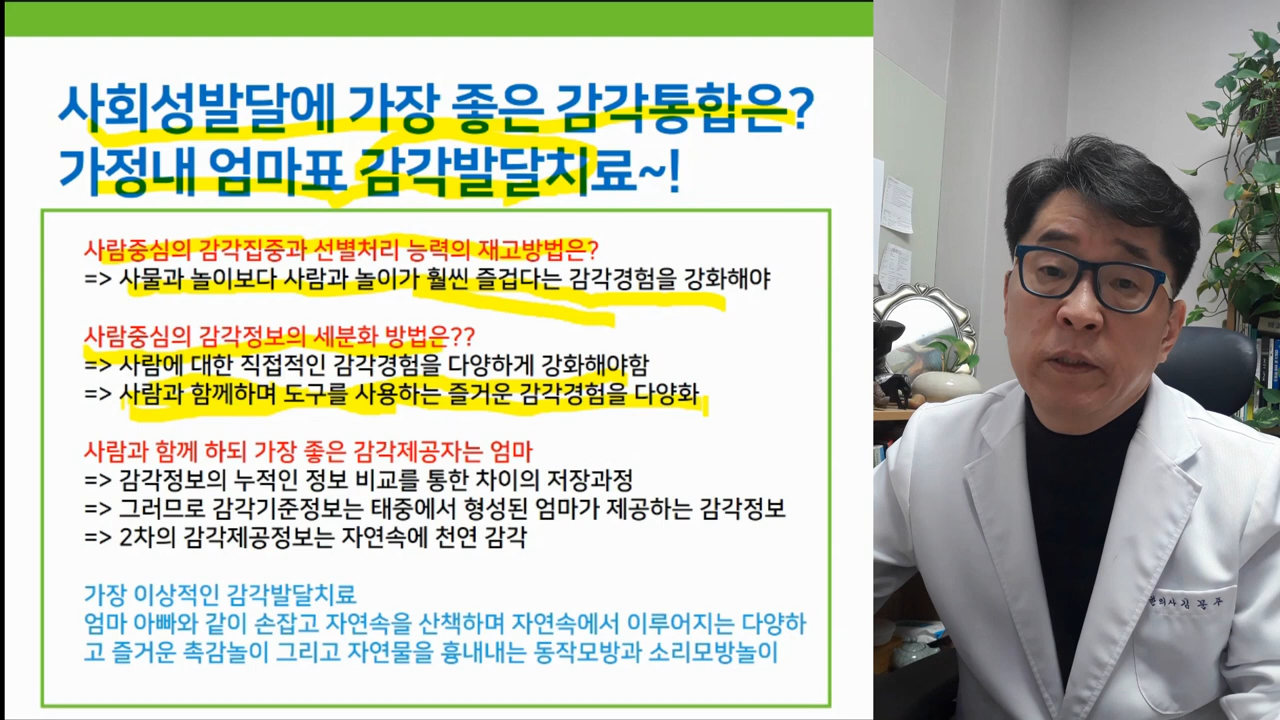 사회성발달에 가장 좋은 감각통합은?
가정내 엄마표 감각발달치료~!
사람중심의 감각집중과 선별처리 능력의 재고방법은?
=> 사물과 놀이보다 사람과 놀이가 훨씬 즐겁다는 감각경험을 강화해야
사람중심의 감각정보의 세분화 방법은??
=> 사람에 대한 직접적인 감각경험을 다양하게 강화해야함
=> 사람과 함께하며 도구를 사용하는 즐거운 감각경험을 다양화
사람과 함께 하되 가장 좋은 감각제공자는 엄마
=> 감각정보의 누적인 정보 비교를 통한 차이의 저장과정
=> 그러므로 감각기준정보는 태중에서 형성된 엄마가 제공하는 감각정보
=> 2차의 감각제공정보는 자연속에 천연 감각
가장 이상적인 감각발달치료
엄마 아빠와 같이 손잡고 자연속을 산책하며 자연속에서 이루어지는 다양하
고 즐거운 촉감놀이 그리고 자연물을 흉내내는 동작모방과 소리모방놀이